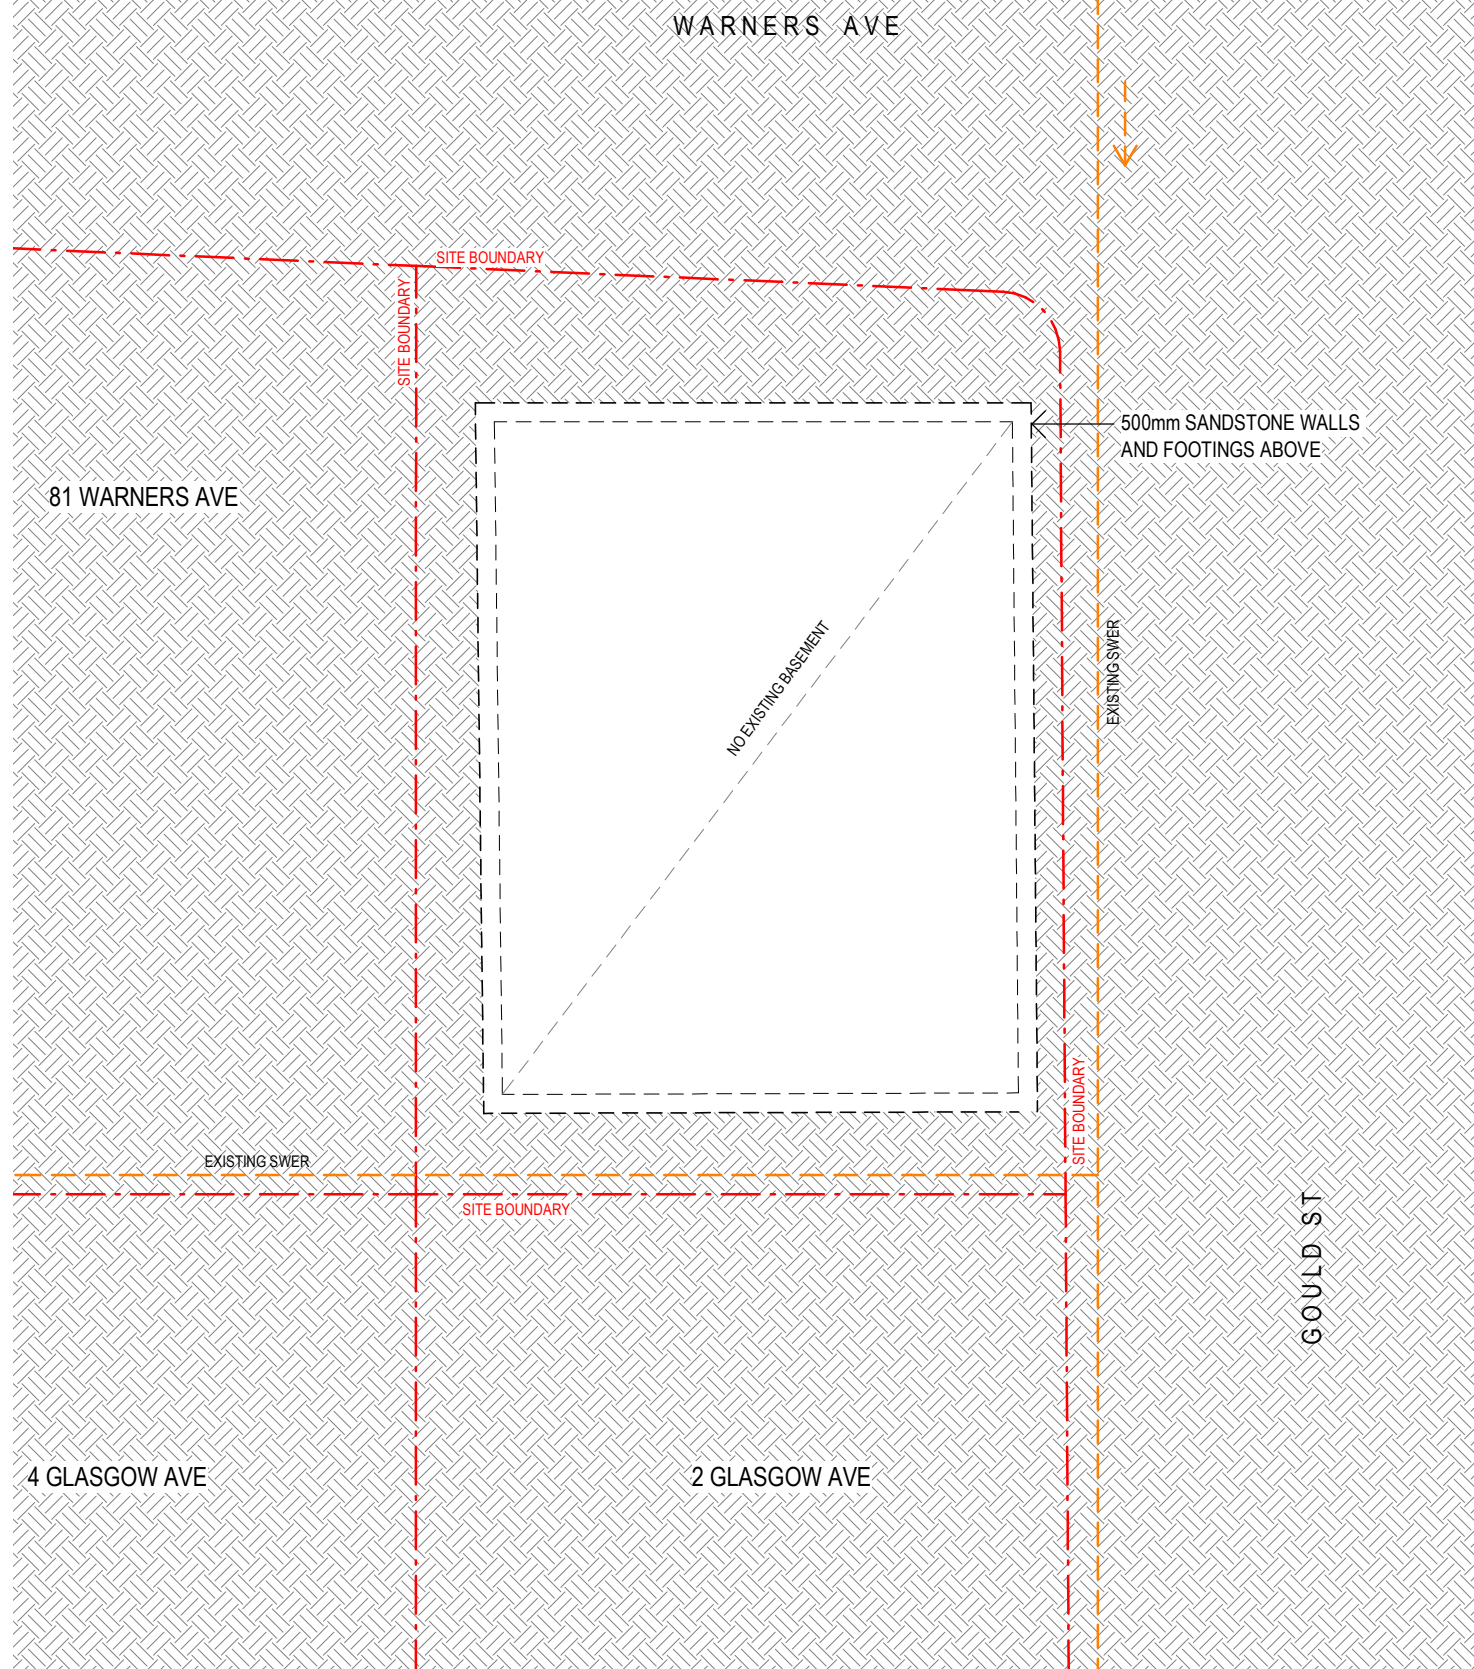 WARNERS AVE
SITE BOUNDARY
SITE BOUNDARY
500mm SANDSTONE WALLS
AND FOOTINGS ABOVE
81 WARNERS AVE
NO EXISTING BASEMENT
EXISTING SWER
SITE BOUNDARY
EXISTING SWER
SITE BOUNDARY
GOULD ST
4 GLASGOW AVE
2 GLASGOW AVE